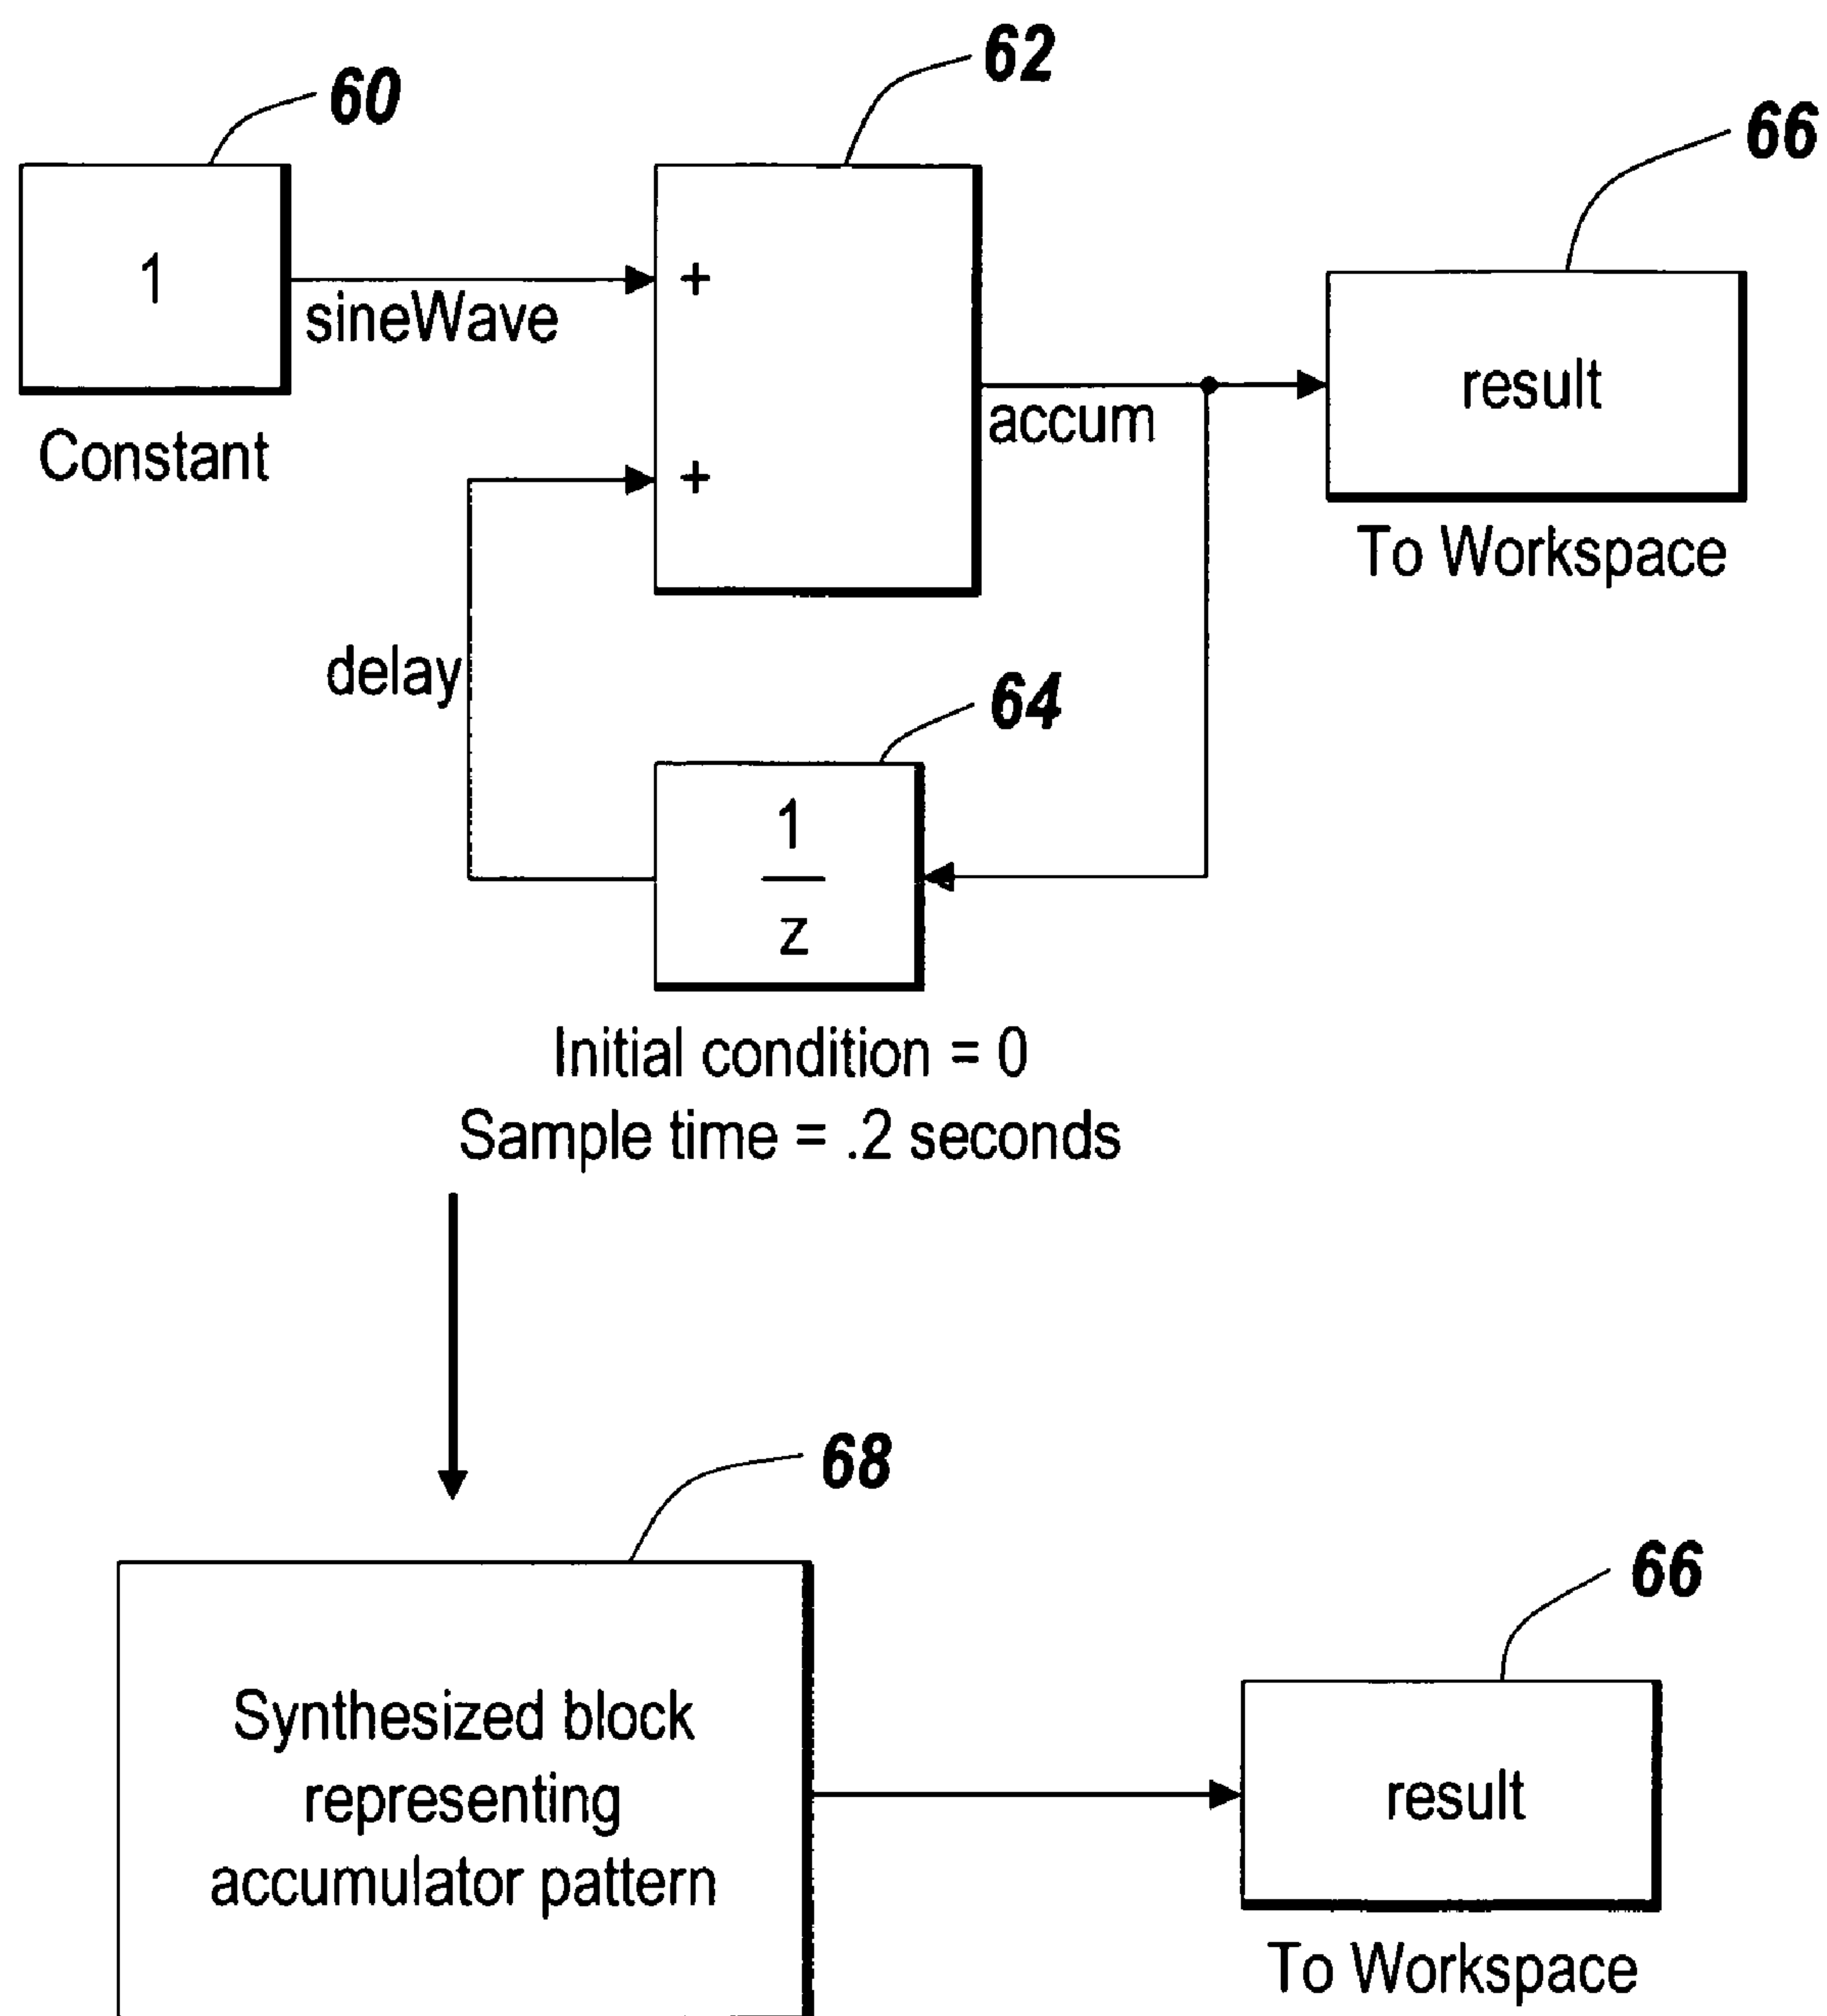 62
60
66
1
+
sineWave
result
accum
Constant
+
To Workspace
delay
64
1
z
Initial condition = 0
Sample time = .2 seconds
68
66
Synthesized block
representing
accumulator pattern
result
To Workspace